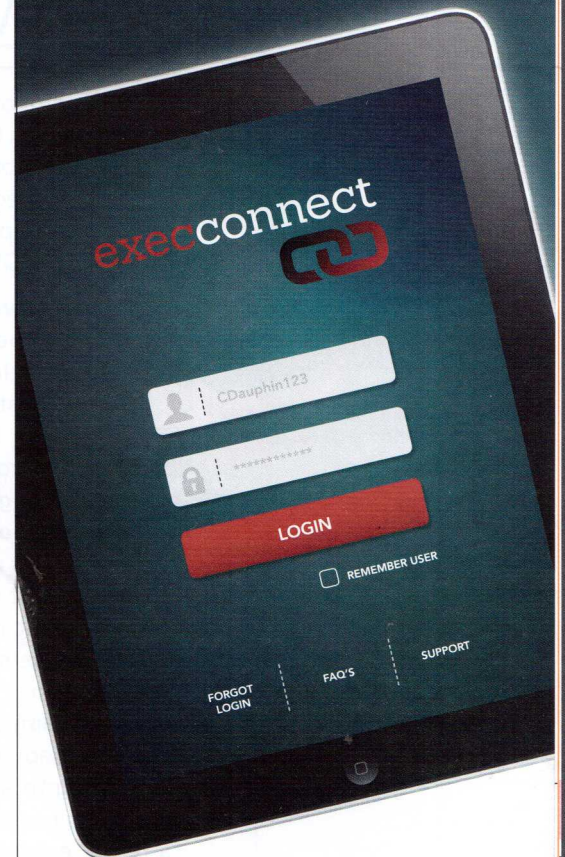 execconnect
CDauphin123
************
LOGIN
REMEMBER USER
FORGOT LOGIN
FAQ'S
SUPPORT